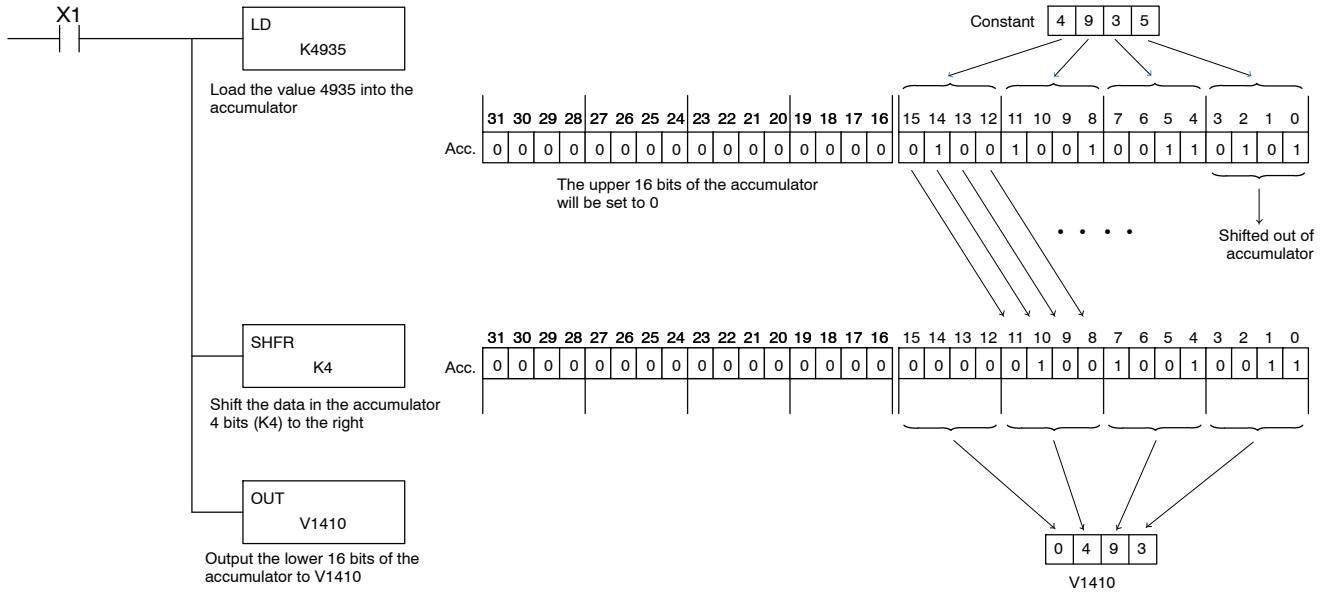 X1
LD
K4935
Load the value 4935 into the
accumulator
Constant 4 9 3 5
31 30 29 28 27 26 25 24 23 22 21 20 19 18 17 16 15 14 13 12 11 10 9 8 7 6 5 4 3 2 1 0
Acc. 0 0 0 0 0 0 0 0 0 0 0 0 0 0 0 0 0 1 0 0 1 0 0 1 0 0 1 1 0 1 0 1
The upper 16 bits of the accumulator
will be set to 0
Shifted out of
accumulator
SHFR
K4
Shift the data in the accumulator
4 bits (K4) to the right
31 30 29 28 27 26 25 24 23 22 21 20 19 18 17 16 15 14 13 12 11 10 9 8 7 6 5 4 3 2 1 0
Acc. 0 0 0 0 0 0 0 0 0 0 0 0 0 0 0 0 0 0 0 0 0 1 0 0 1 0 0 1 0 0 1 1
OUT
V1410
Output the lower 16 bits of the
accumulator to V1410
0 4 9 3
V1410